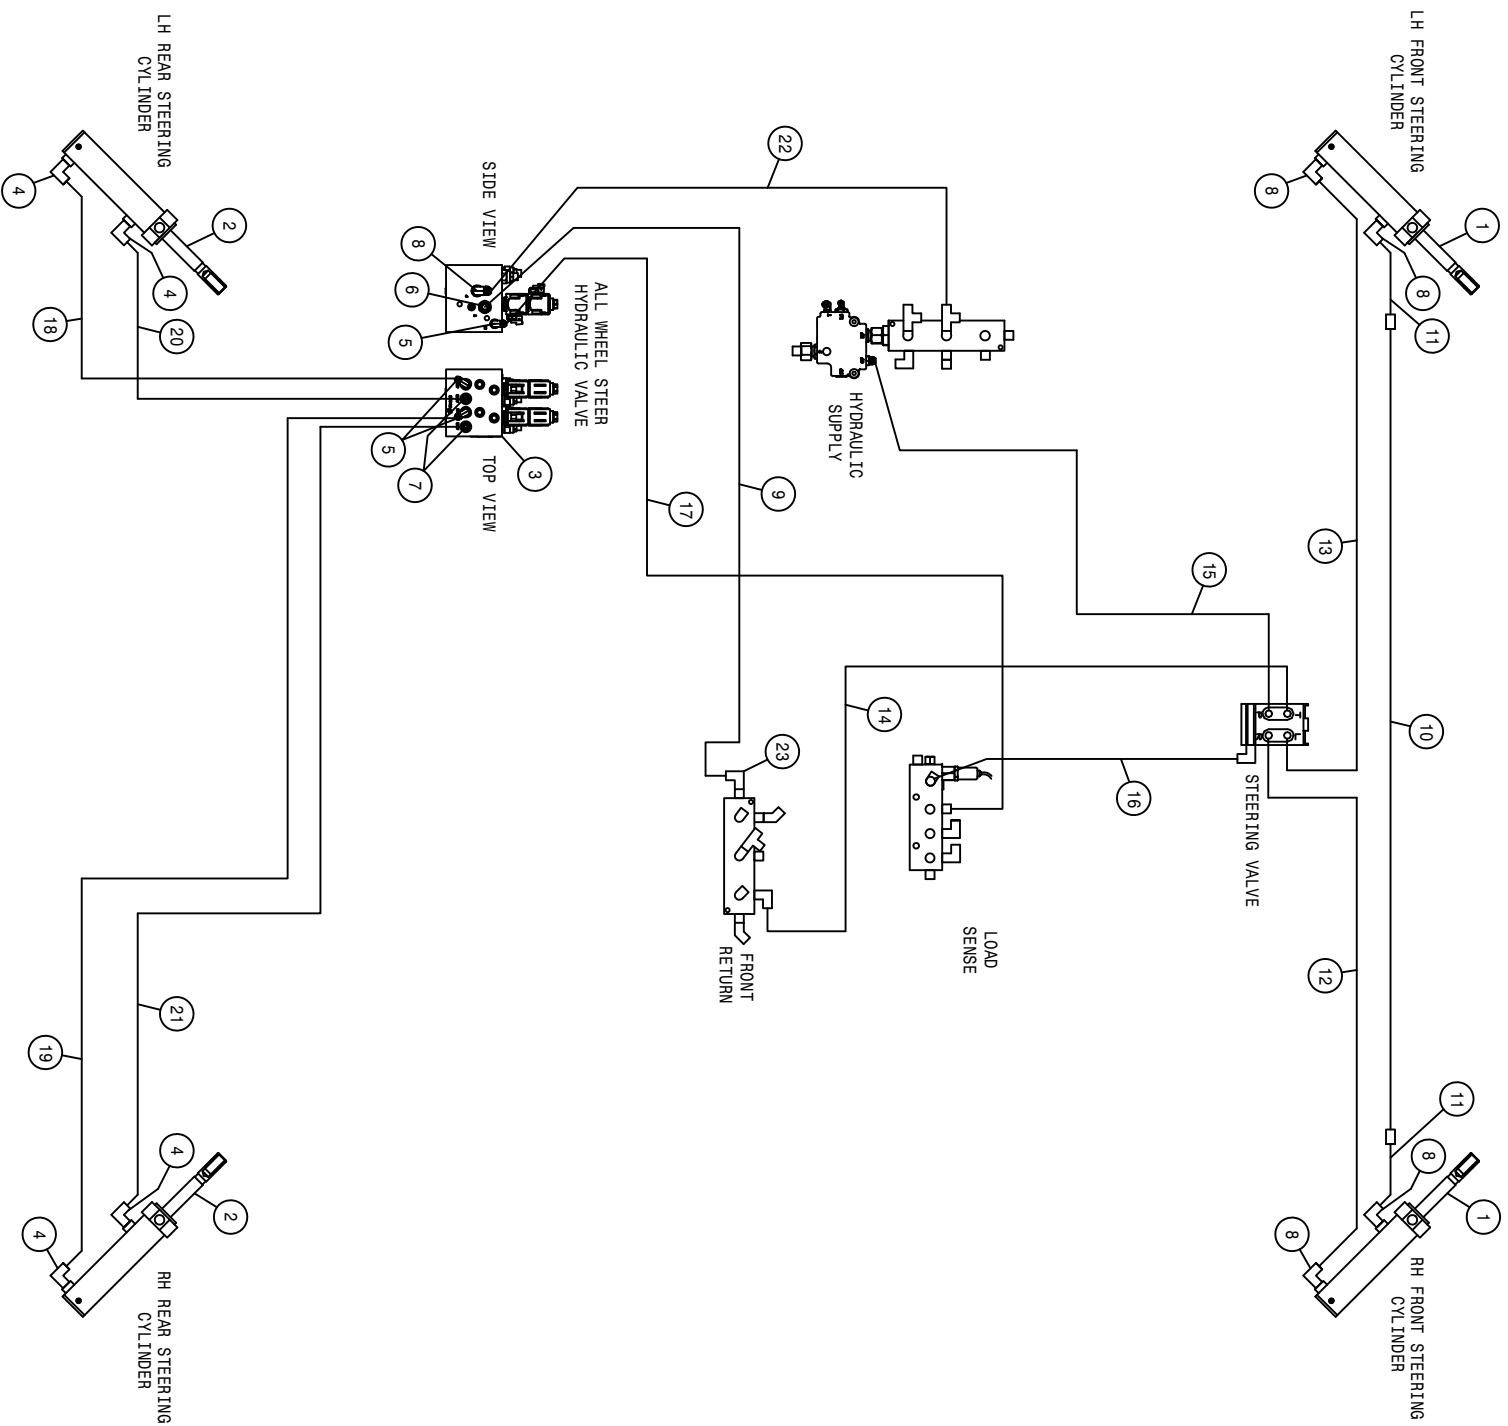 LH REAR STEERING
CYLINDER
LH FRONT STEERING
CYLINDER
RH REAR STEERING
CYLINDER
RH FRONT STEERING
CYLINDER
SIDE VIEW
ALL WHEEL STEER
HYDRAULIC VALVE
TOP VIEW
HYDRAULIC
SUPPLY
STEERING VALVE
LOAD
SENSE
FRONT
RETURN
22
1
8
8
11
2
4
4
8
6
5
18
20
5
7
3
17
9
13
15
10
14
23
16
12
21
19
4
2
4
11
8
1
8
T
P
L
R